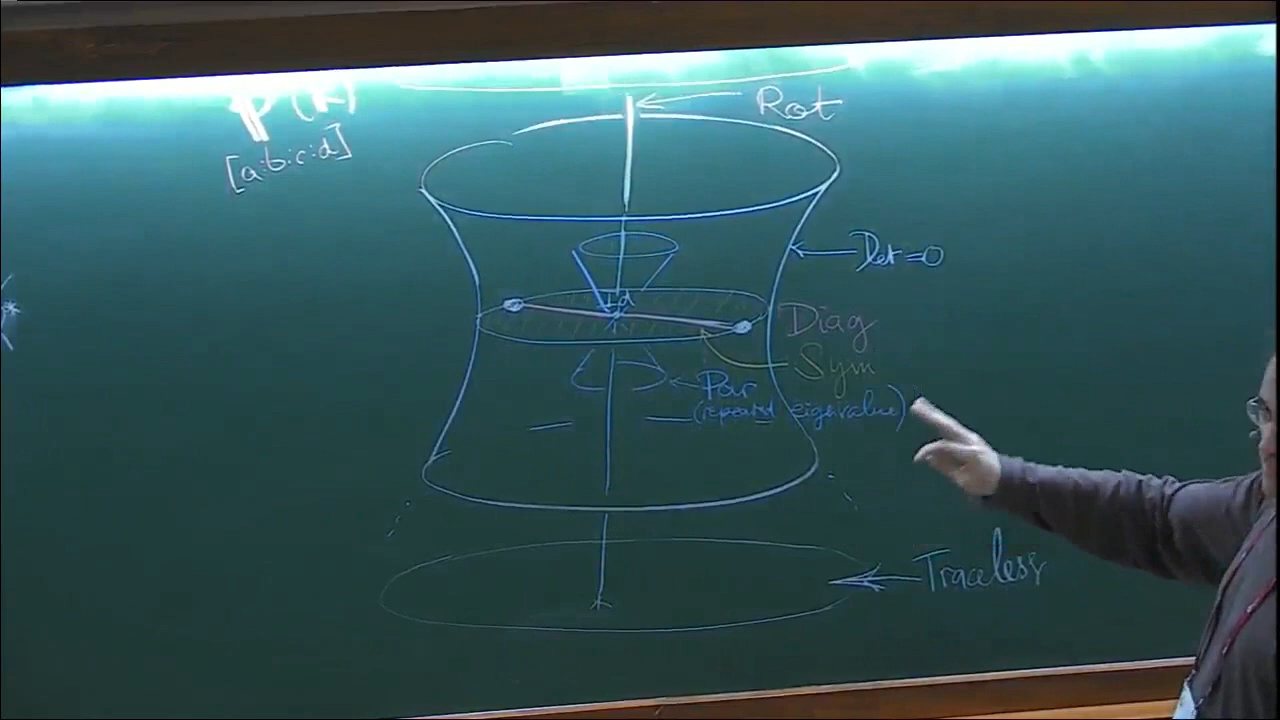 P (R)
[a:b:c:d]
Rot
Det=0
Id
Diag
Sym
Par
(repeated eigenvalue)
Traceless